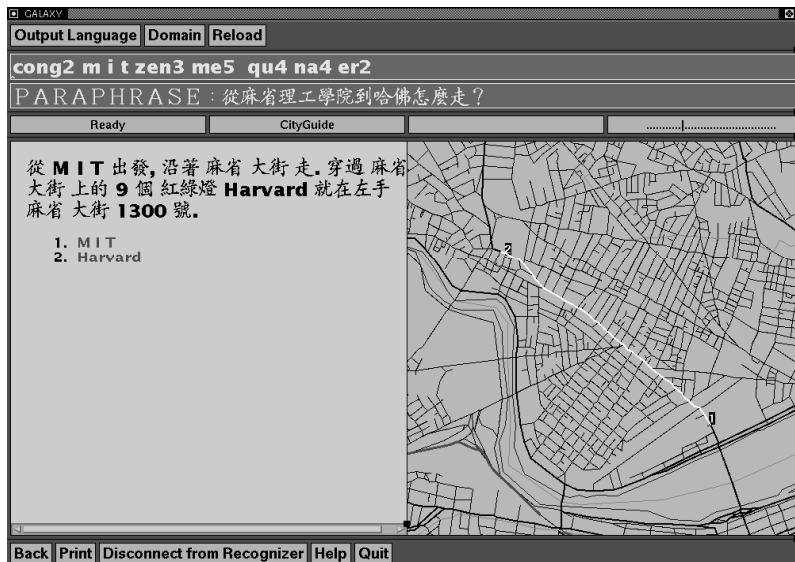 GALAXY
Output Language Domain Reload
cong2 m i t zen3 me5 qu4 na4 er2
PARAPHRASE : 從麻省理工學院到哈佛怎麼走？
Ready CityGuide
從 M I T 出發, 沿著 麻省 大街 走. 穿過 麻省
大街 上的 9 個 紅綠燈 Harvard 就在左手
麻省 大街 1300 號.
1. M I T
2. Harvard
2
1
Back Print Disconnect from Recognizer Help Quit